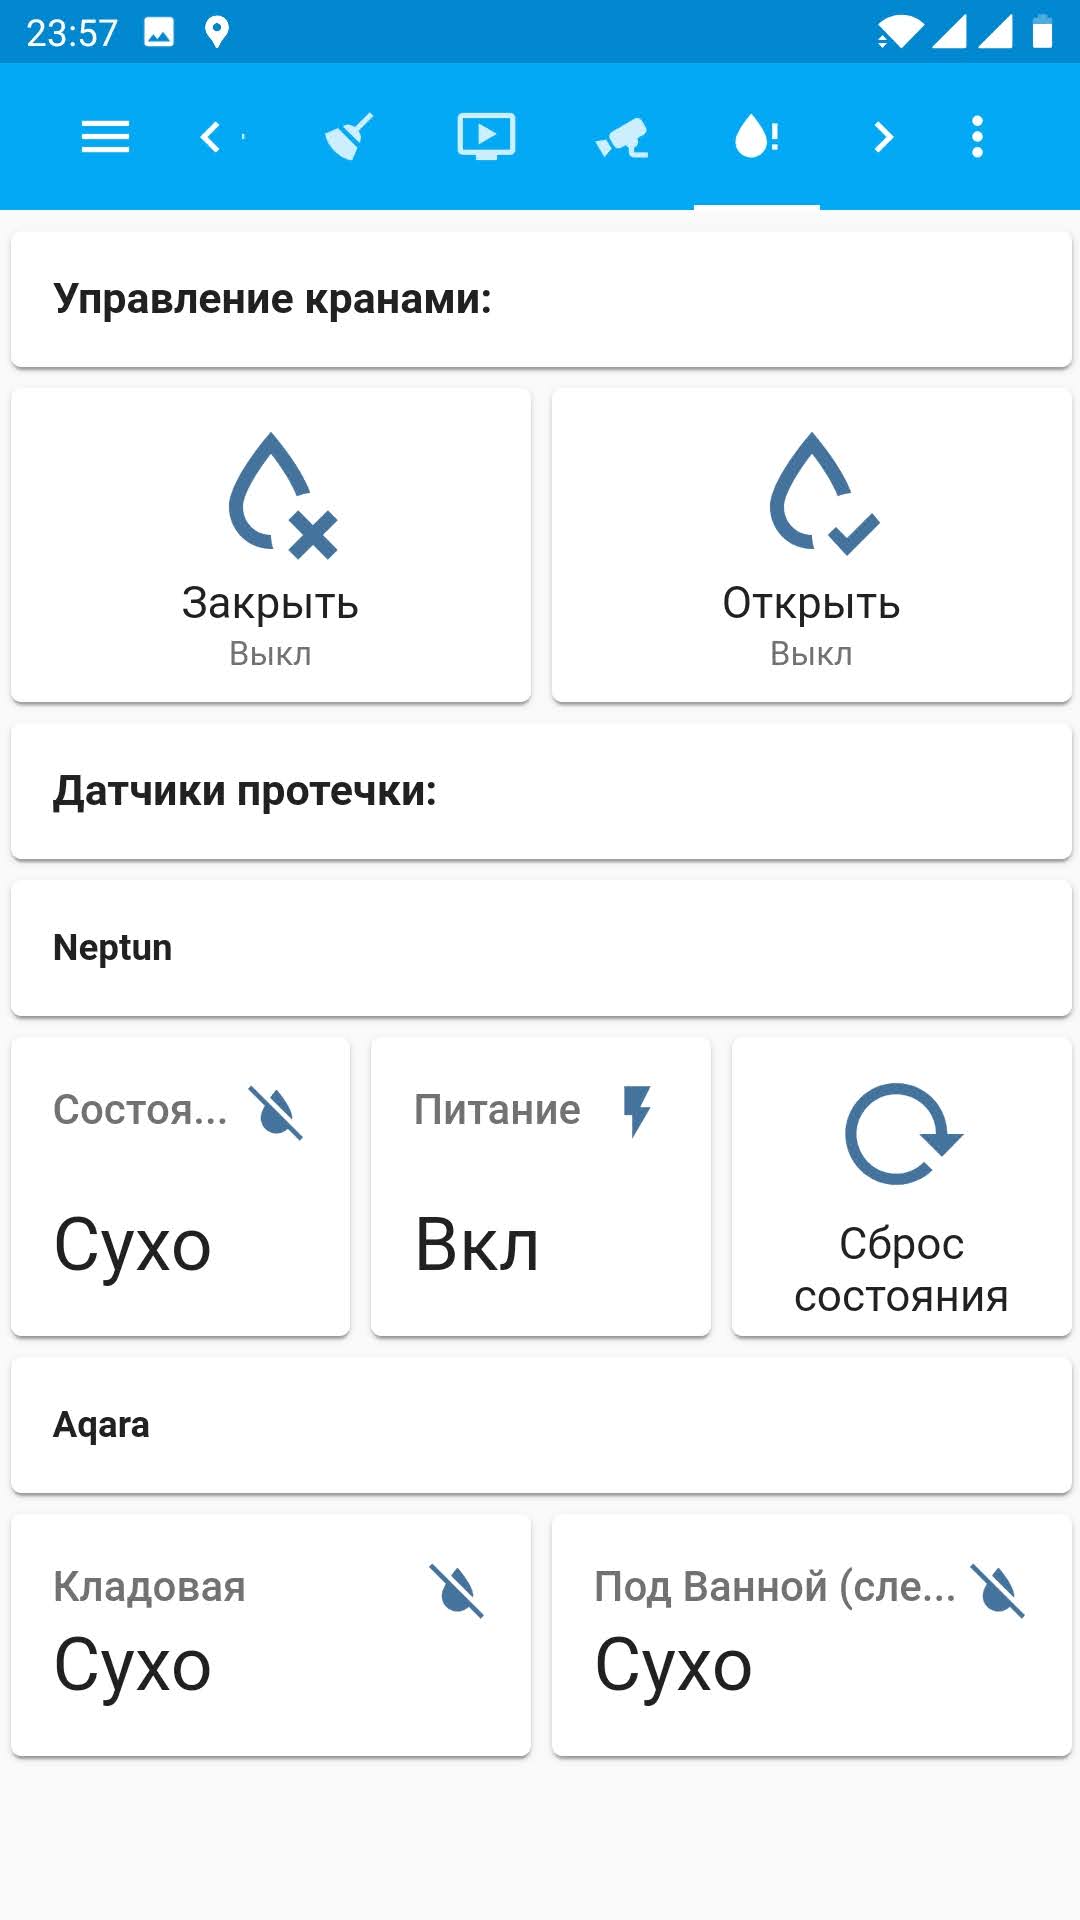 23:57
Управление кранами:
Закрыть
Выкл
Открыть
Выкл
Датчики протечки:
Neptun
Состоя...
Сухо
Питание
Вкл
Сброс
состояния
Aqara
Кладовая
Сухо
Под Ванной (сле...
Сухо